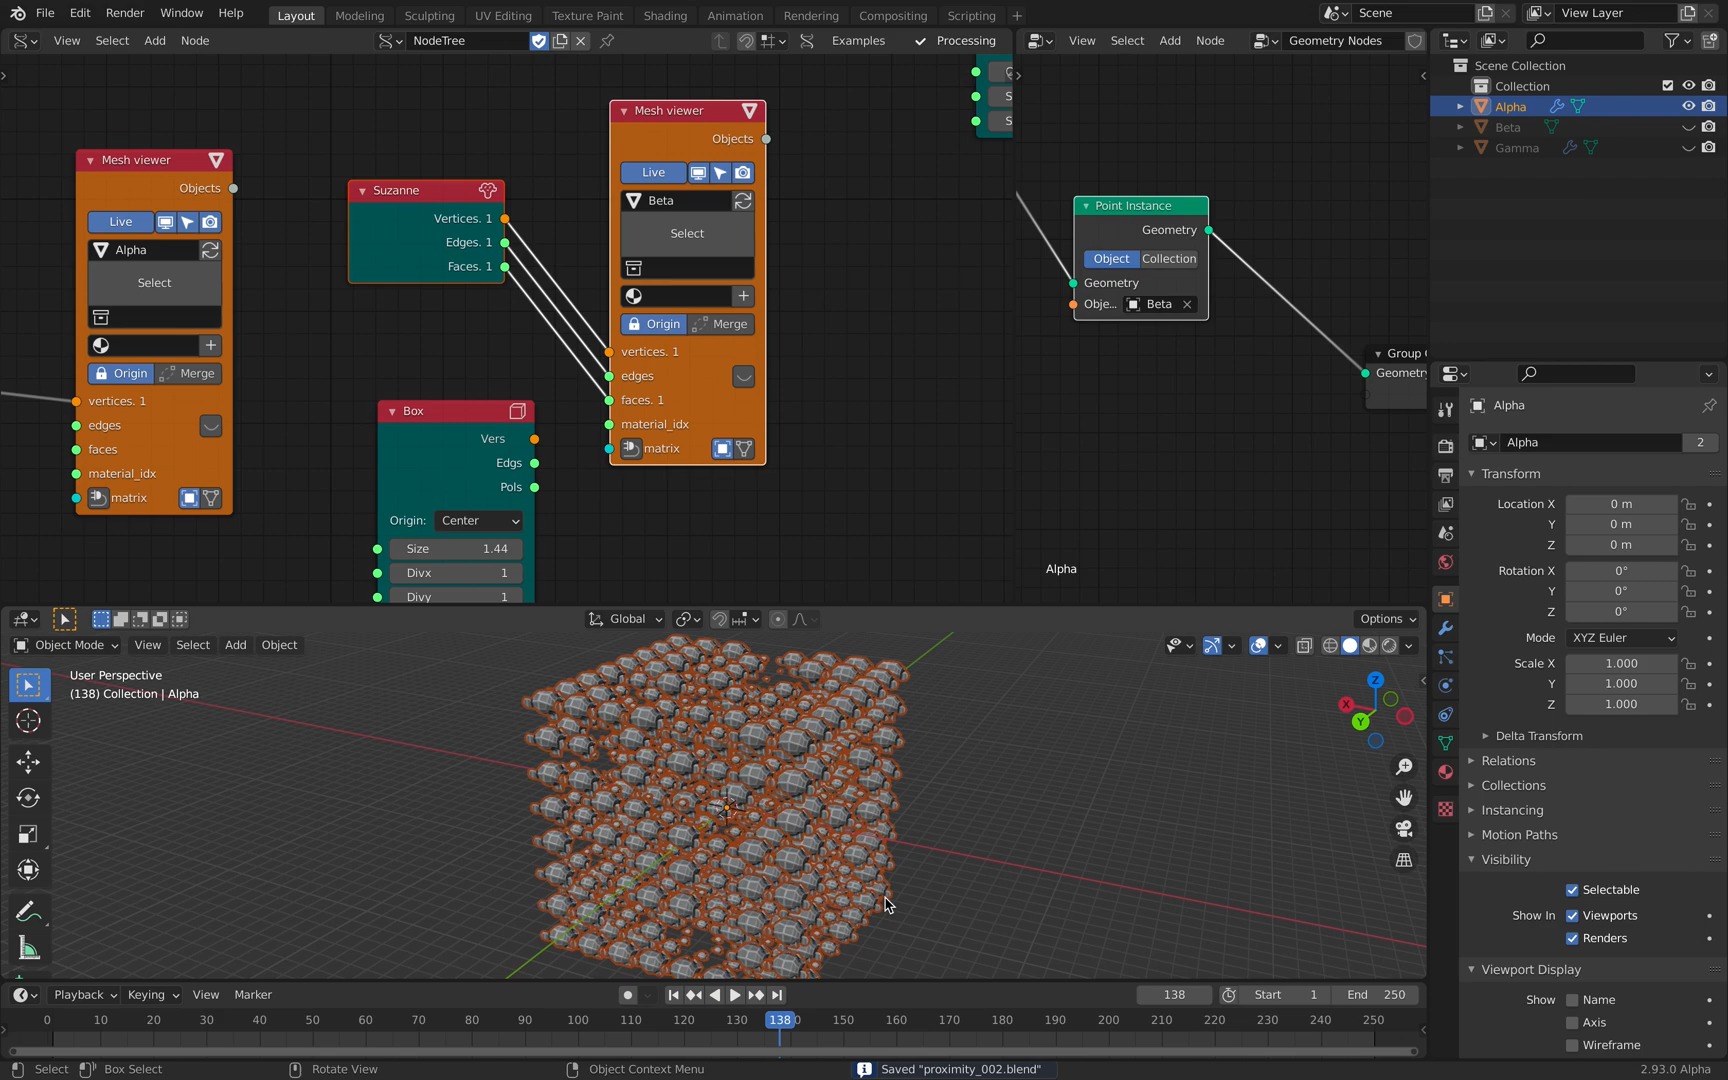 File Edit Render Window Help Layout Modeling Sculpting UV Editing Texture Paint Shading Animation Rendering Compositing Scripting + Scene View Layer
View Select Add Node NodeTree Examples Processing View Select Add Node Geometry Nodes
Scene Collection
Collection
Alpha
Beta
Gamma
Mesh viewer
Objects
Live
Alpha
Select
Origin Merge
vertices. 1
edges
faces
material_idx
matrix
Suzanne
Vertices. 1
Edges. 1
Faces. 1
Box
Vers
Edgs
Pols
Origin: Center
Size 1.44
Divx 1
Divy 1
Mesh viewer
Objects
Live
Beta
Select
Origin Merge
vertices. 1
edges
faces. 1
material_idx
matrix
S
S
Point Instance
Geometry
Object Collection
Geometry
Obje... Beta
Group
Geometry
Alpha
Alpha
Alpha 2
Transform
Location X 0 m
Y 0 m
Z 0 m
Rotation X 0°
Y 0°
Z 0°
Mode XYZ Euler
Scale X 1.000
Y 1.000
Z 1.000
Delta Transform
Relations
Collections
Instancing
Motion Paths
Visibility
Selectable
Show In Viewports
Renders
Viewport Display
Show Name
Axis
Wireframe
Global Options
Object Mode View Select Add Object
User Perspective
(138) Collection | Alpha
Z
X
Y
Playback Keying View Marker 138 Start 1 End 250
0 10 20 30 40 50 60 70 80 90 100 110 120 130 138 150 160 170 180 190 200 210 220 230 240 250
Select Box Select Rotate View Object Context Menu Saved "proximity_002.blend" 2.93.0 Alpha